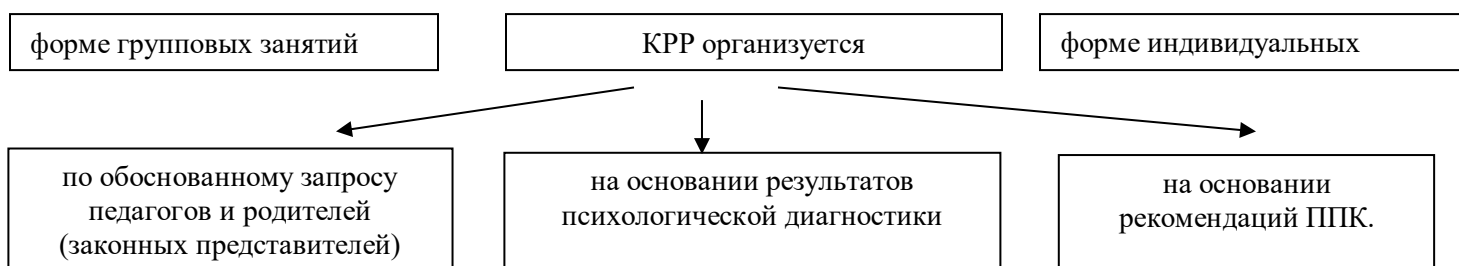 форме групповых занятий
КРР организуется
форме индивидуальных
по обоснованному запросу
педагогов и родителей
(законных представителей)
на основании результатов
психологической диагностики
на основании
рекомендаций ППК.